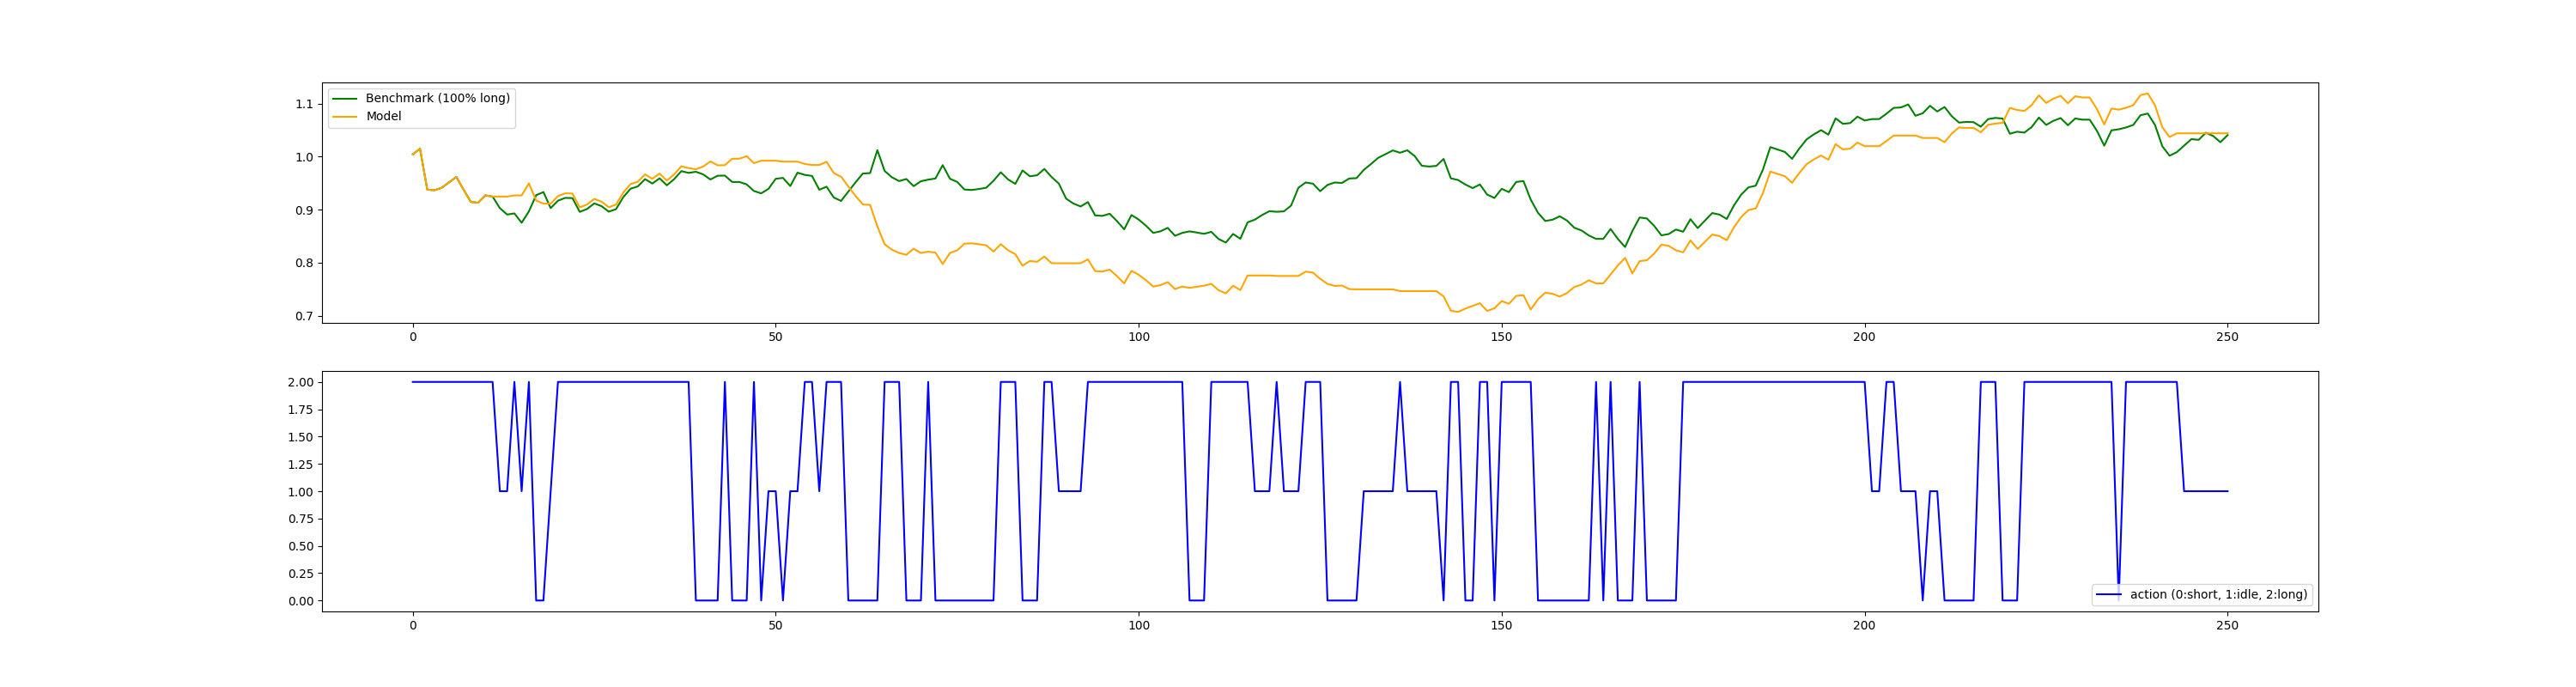 Benchmark (100% long)
Model
1.1
1.0
0.9
0.8
0.7
0 50 100 150 200 250
2.00
1.75
1.50
1.25
1.00
0.75
0.50
0.25
0.00
action (0:short, 1:idle, 2:long)
0 50 100 150 200 250